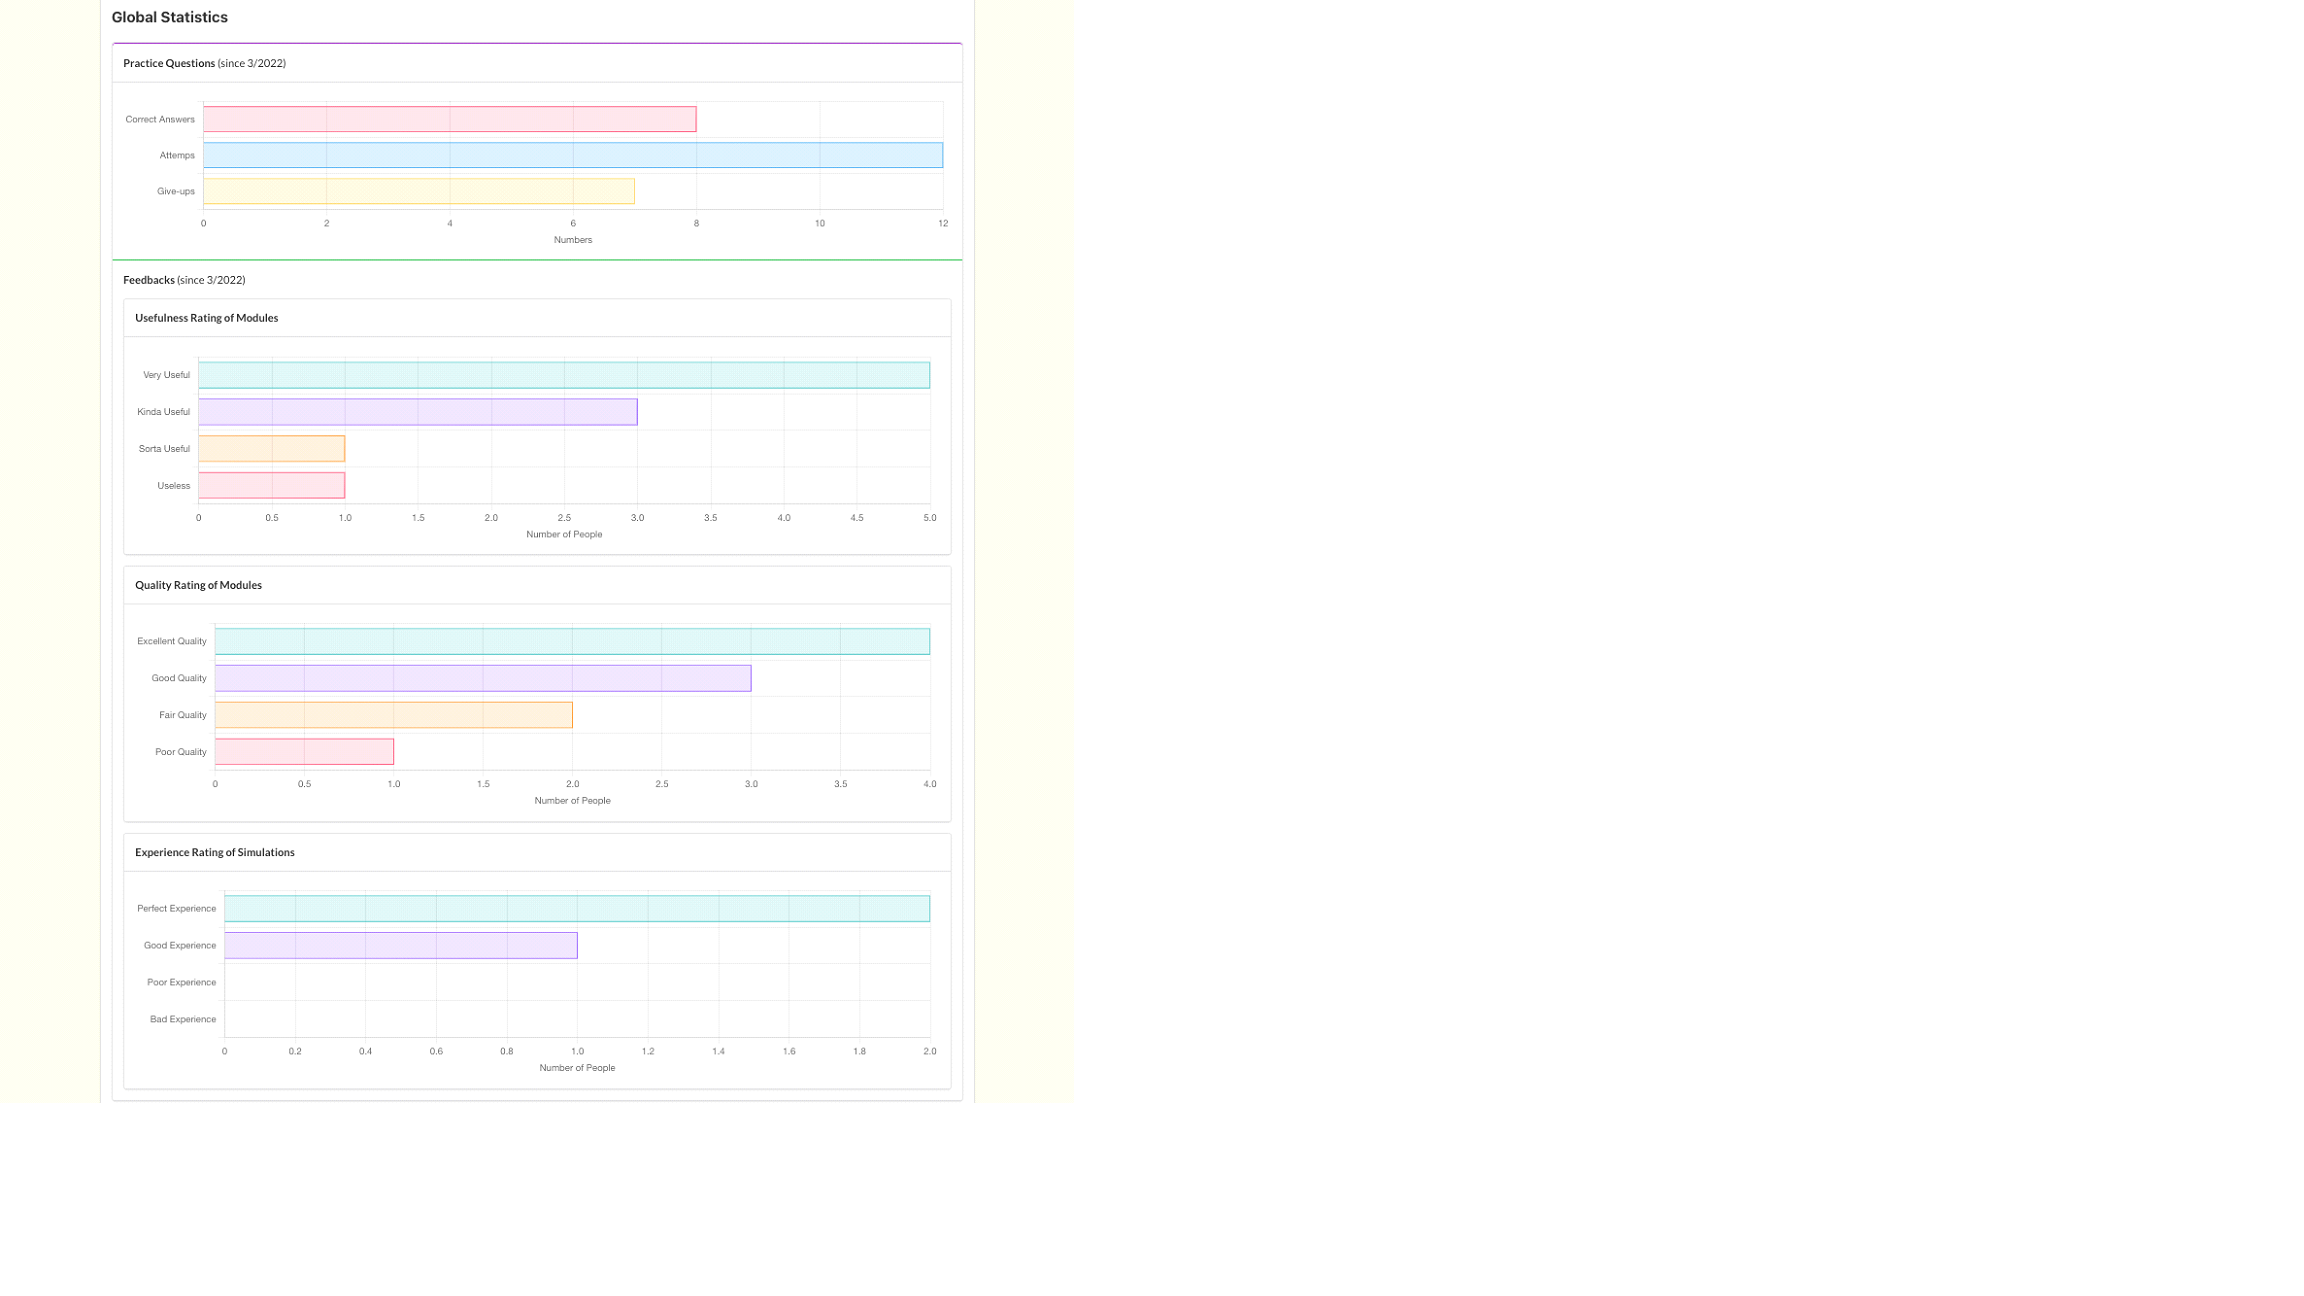 Global Statistics
Practice Questions (since 3/2022)
Correct Answers
Attemps
Give-ups
0 2 4 6 8 10 12
Numbers
Feedbacks (since 3/2022)
Usefulness Rating of Modules
Very Useful
Kinda Useful
Sorta Useful
Useless
0 0.5 1.0 1.5 2.0 2.5 3.0 3.5 4.0 4.5 5.0
Number of People
Quality Rating of Modules
Excellent Quality
Good Quality
Fair Quality
Poor Quality
0 0.5 1.0 1.5 2.0 2.5 3.0 3.5 4.0
Number of People
Experience Rating of Simulations
Perfect Experience
Good Experience
Poor Experience
Bad Experience
0 0.2 0.4 0.6 0.8 1.0 1.2 1.4 1.6 1.8 2.0
Number of People